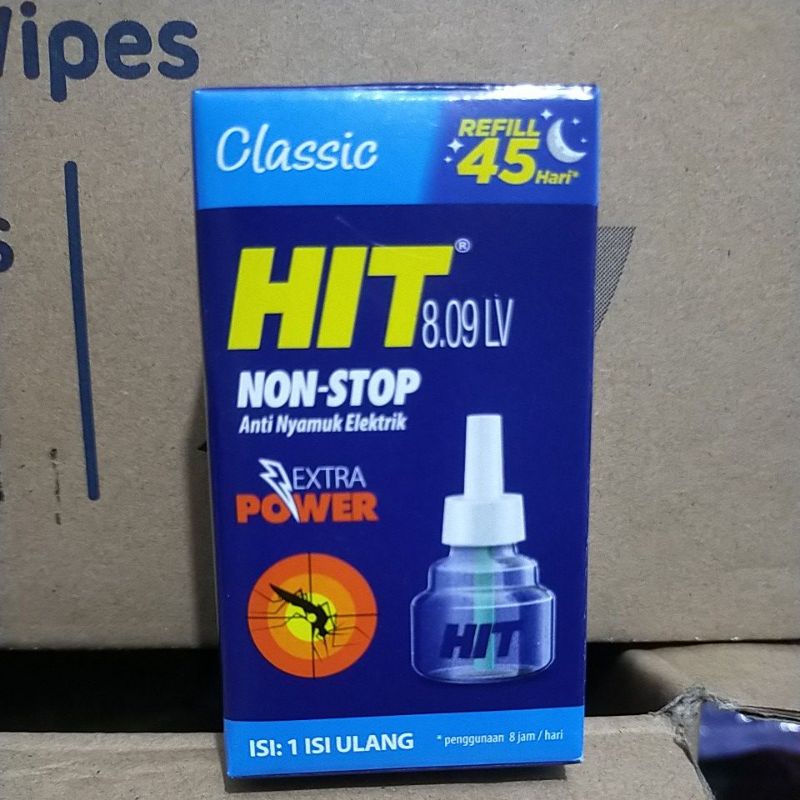 Wipes
s
Classic
REFILL
45 Hari*
HIT®
8.09 LV
NON-STOP
Anti Nyamuk Elektrik
EXTRA
POWER
HIT
ISI: 1 ISI ULANG
* penggunaan 8 jam / hari